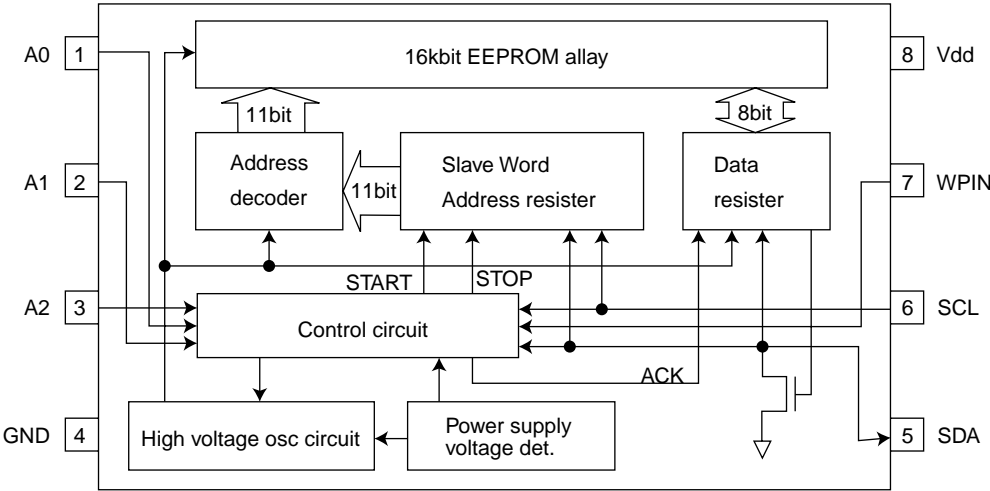 A0 1
16kbit EEPROM allay
8 Vdd
11bit
8bit
A1 2
Address
decoder
11bit
Slave Word
Address resister
Data
resister
7 WPIN
START
STOP
A2 3
Control circuit
6 SCL
ACK
GND 4
High voltage osc circuit
Power supply
voltage det.
5 SDA